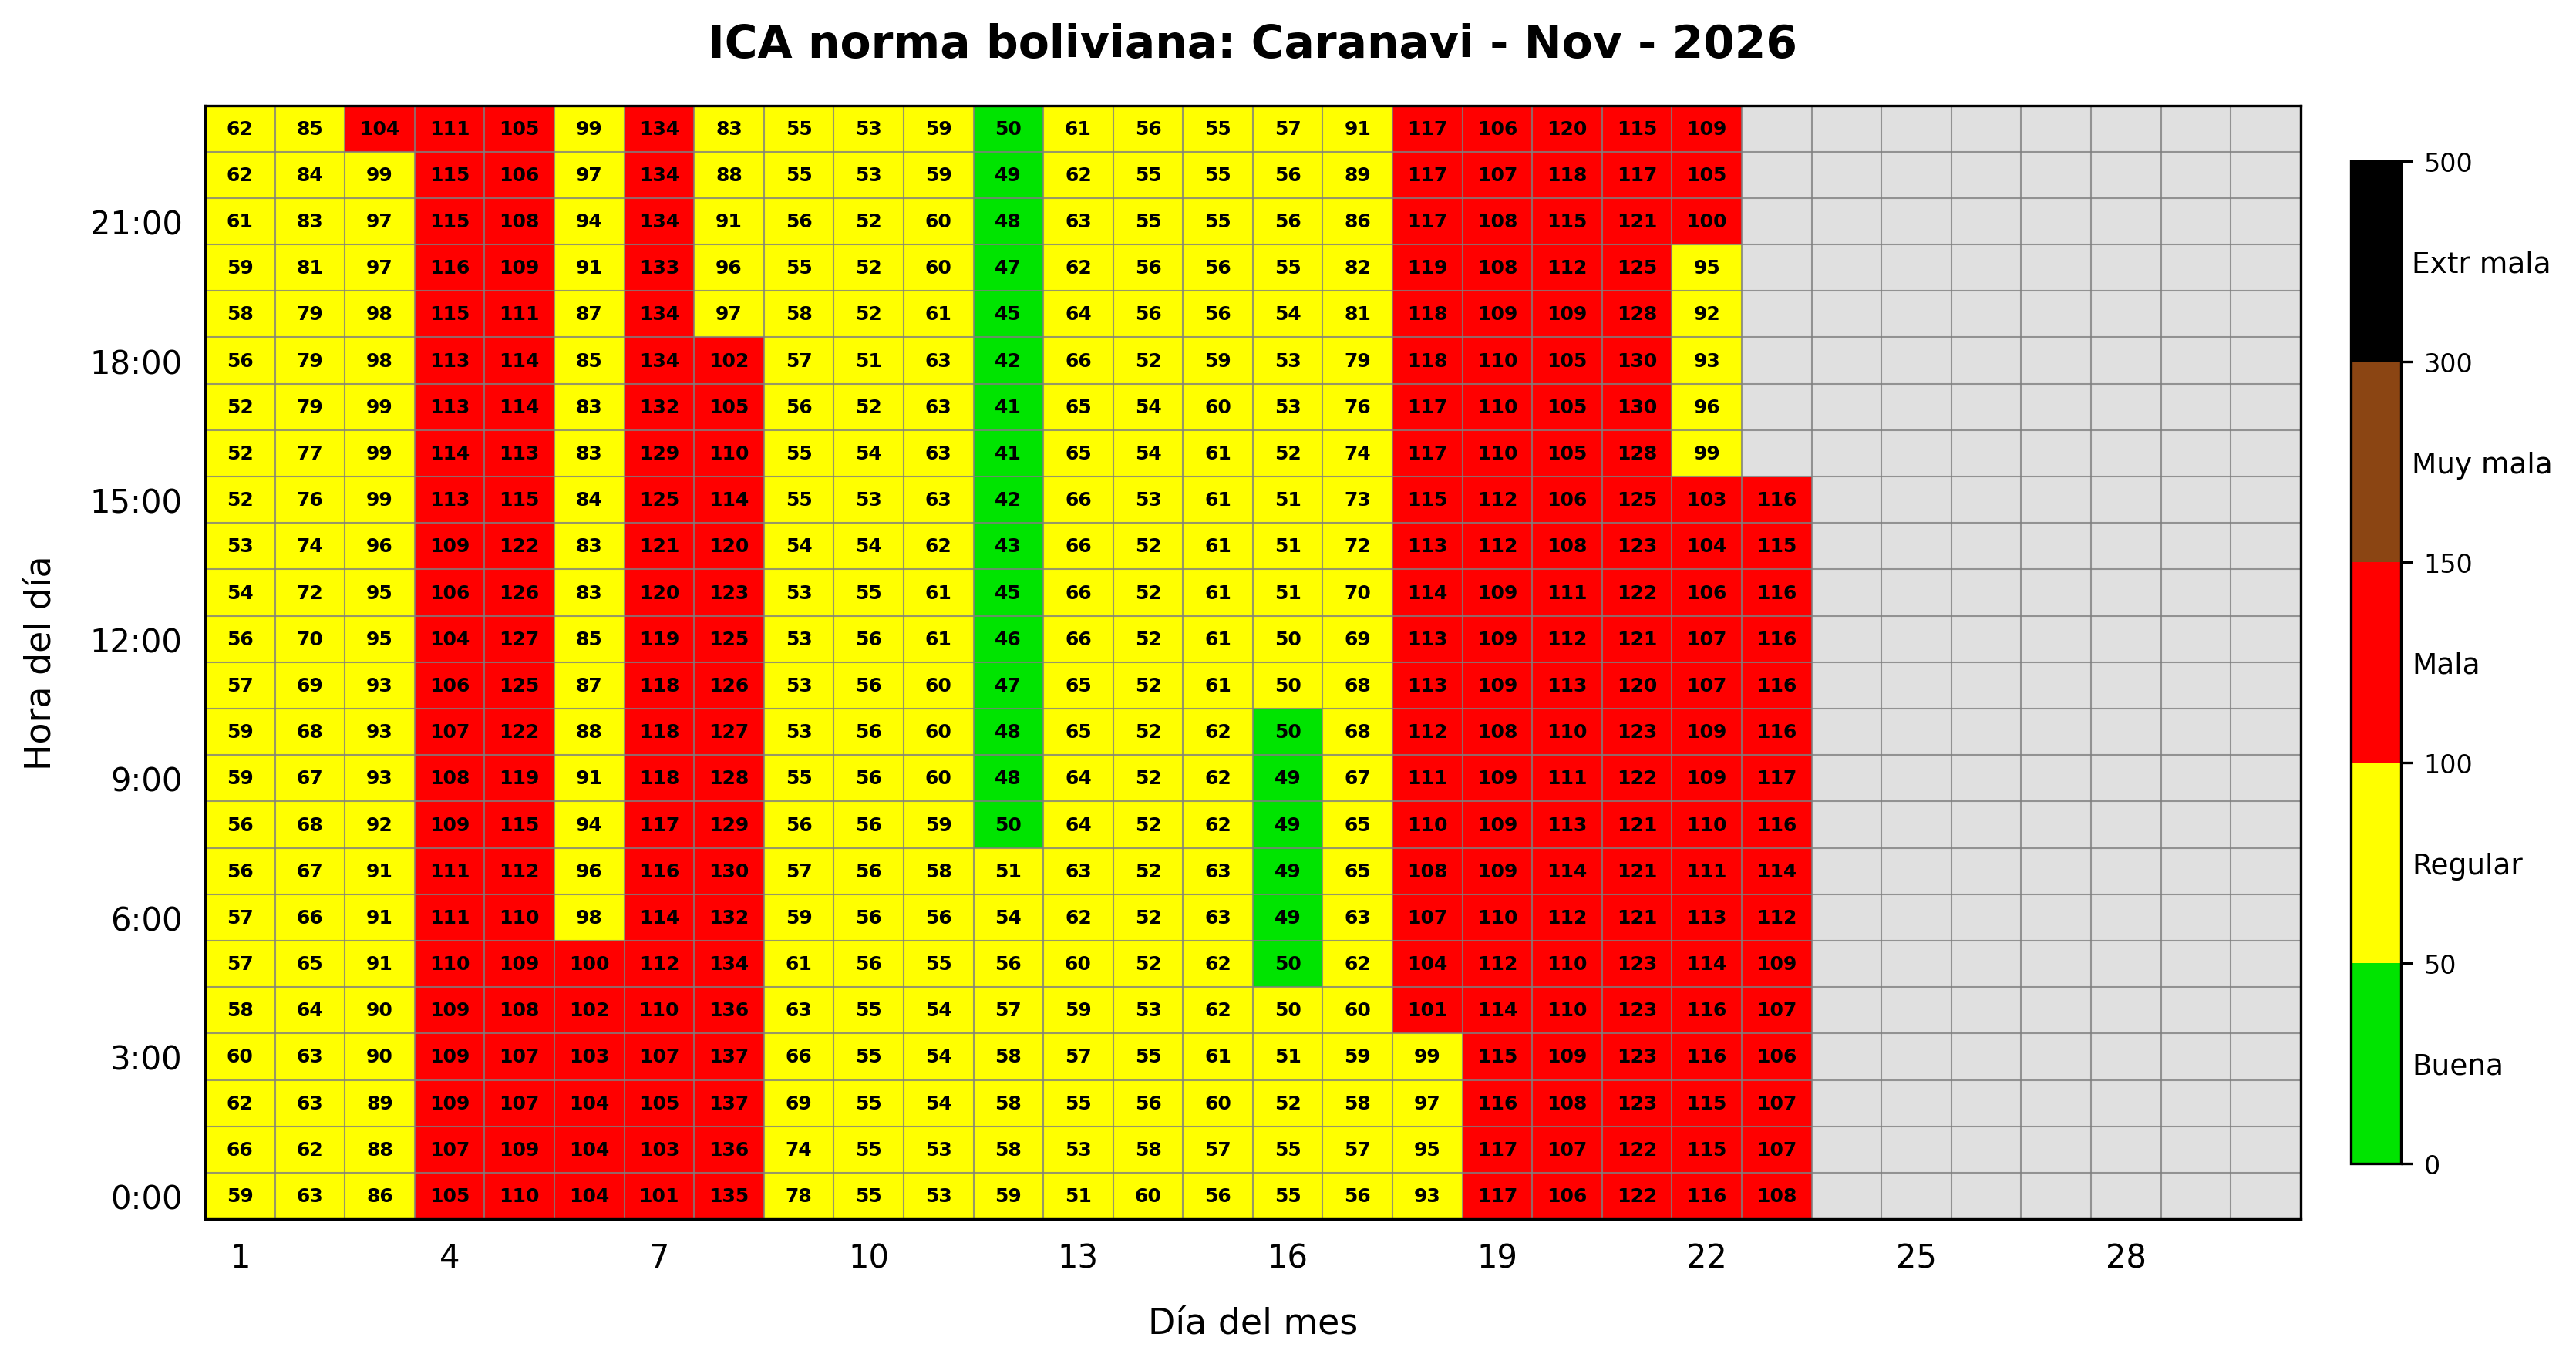 ICA norma boliviana: Caranavi - Nov - 2026
62 85 104 111 105 99 134 83 55 53 59 50 61 56 55 57 91 117 106 120 115 109
62 84 99 115 106 97 134 88 55 53 59 49 62 55 55 56 89 117 107 118 117 105
21:00 61 83 97 115 108 94 134 91 56 52 60 48 63 55 55 56 86 117 108 115 121 100
59 81 97 116 109 91 133 96 55 52 60 47 62 56 56 55 82 119 108 112 125 95
58 79 98 115 111 87 134 97 58 52 61 45 64 56 56 54 81 118 109 109 128 92
18:00 56 79 98 113 114 85 134 102 57 51 63 42 66 52 59 53 79 118 110 105 130 93
52 79 99 113 114 83 132 105 56 52 63 41 65 54 60 53 76 117 110 105 130 96
52 77 99 114 113 83 129 110 55 54 63 41 65 54 61 52 74 117 110 105 128 99
15:00 52 76 99 113 115 84 125 114 55 53 63 42 66 53 61 51 73 115 112 106 125 103 116
53 74 96 109 122 83 121 120 54 54 62 43 66 52 61 51 72 113 112 108 123 104 115
54 72 95 106 126 83 120 123 53 55 61 45 66 52 61 51 70 114 109 111 122 106 116
12:00 56 70 95 104 127 85 119 125 53 56 61 46 66 52 61 50 69 113 109 112 121 107 116
57 69 93 106 125 87 118 126 53 56 60 47 65 52 61 50 68 113 109 113 120 107 116
59 68 93 107 122 88 118 127 53 56 60 48 65 52 62 50 68 112 108 110 123 109 116
9:00 59 67 93 108 119 91 118 128 55 56 60 48 64 52 62 49 67 111 109 111 122 109 117
56 68 92 109 115 94 117 129 56 56 59 50 64 52 62 49 65 110 109 113 121 110 116
56 67 91 111 112 96 116 130 57 56 58 51 63 52 63 49 65 108 109 114 121 111 114
6:00 57 66 91 111 110 98 114 132 59 56 56 54 62 52 63 49 63 107 110 112 121 113 112
57 65 91 110 109 100 112 134 61 56 55 56 60 52 62 50 62 104 112 110 123 114 109
58 64 90 109 108 102 110 136 63 55 54 57 59 53 62 50 60 101 114 110 123 116 107
3:00 60 63 90 109 107 103 107 137 66 55 54 58 57 55 61 51 59 99 115 109 123 116 106
62 63 89 109 107 104 105 137 69 55 54 58 55 56 60 52 58 97 116 108 123 115 107
66 62 88 107 109 104 103 136 74 55 53 58 53 58 57 55 57 95 117 107 122 115 107
0:00 59 63 86 105 110 104 101 135 78 55 53 59 51 60 56 55 56 93 117 106 122 116 108
1 4 7 10 13 16 19 22 25 28
Día del mes
Hora del día
500
Extr mala
300
Muy mala
150
Mala
100
Regular
50
Buena
0